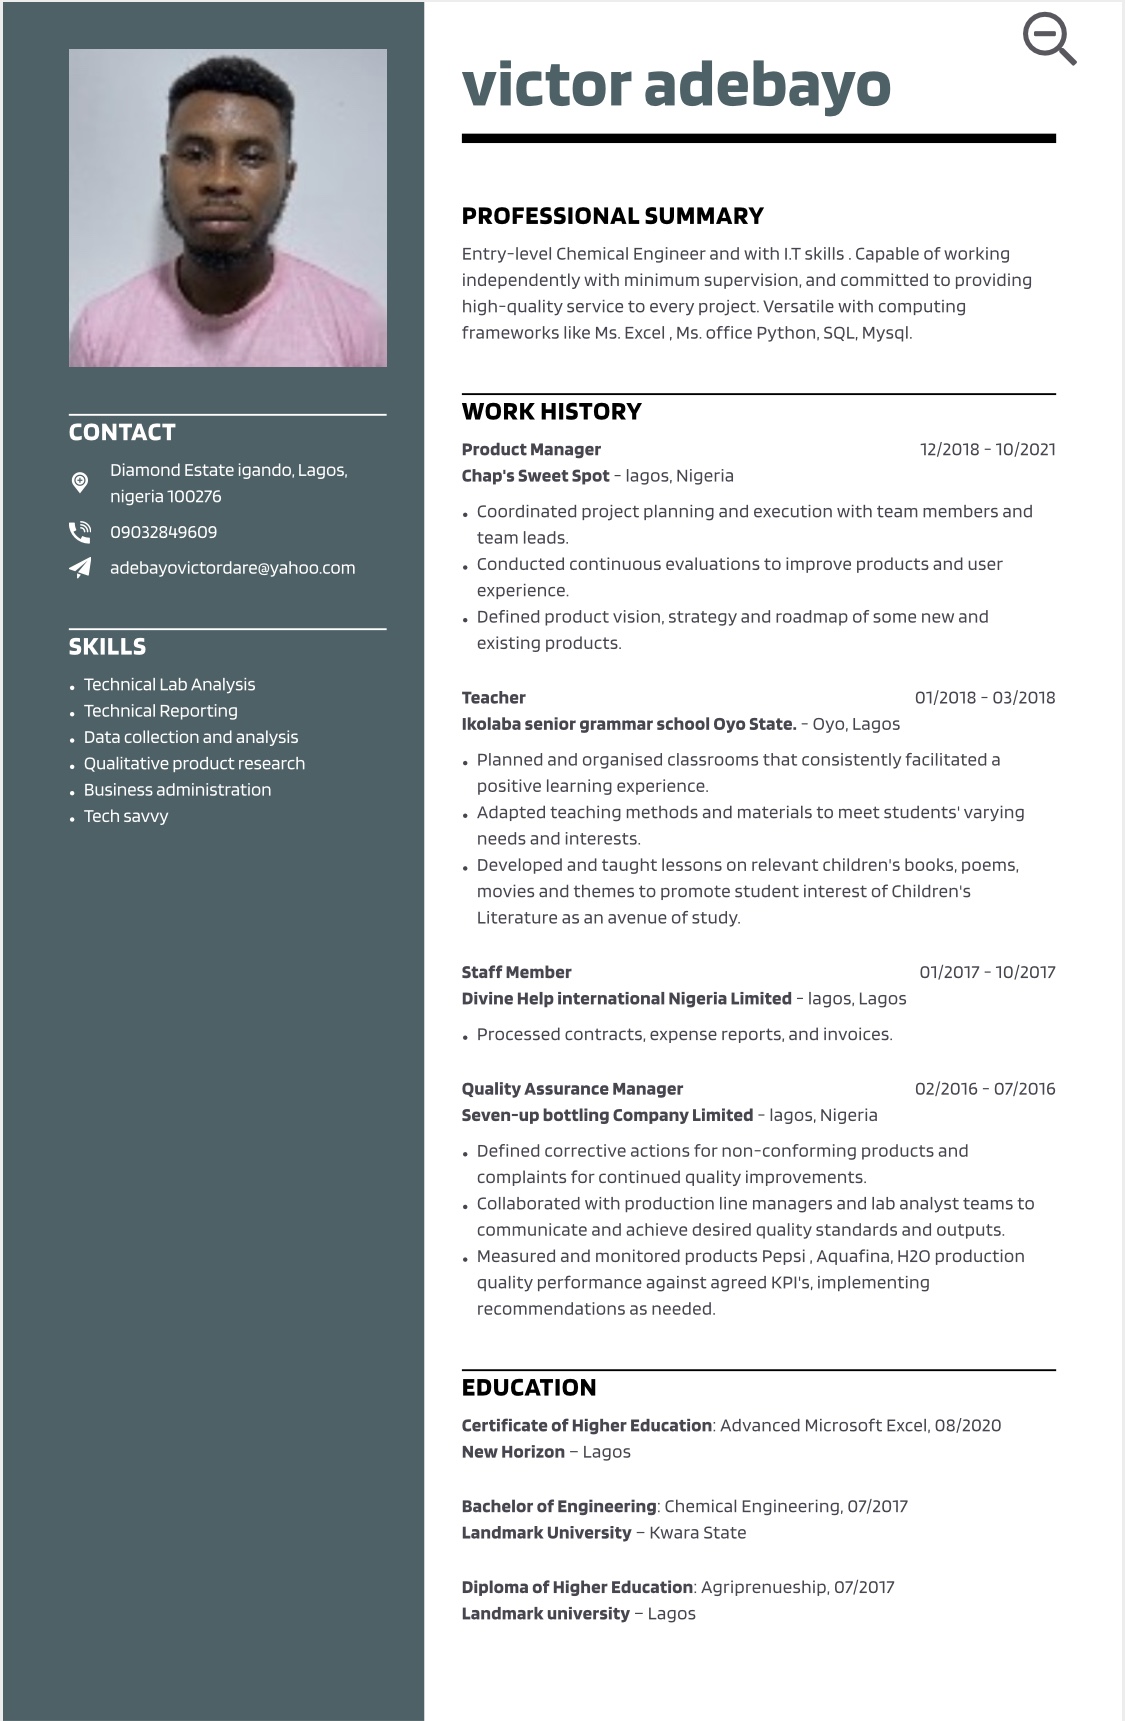 victor adebayo
CONTACT
Diamond Estate igando, Lagos,
nigeria 100276
09032849609
adebayovictordare@yahoo.com
SKILLS
• Technical Lab Analysis
• Technical Reporting
• Data collection and analysis
• Qualitative product research
• Business administration
• Tech savvy
PROFESSIONAL SUMMARY
Entry-level Chemical Engineer and with I.T skills . Capable of working
independently with minimum supervision, and committed to providing
high-quality service to every project. Versatile with computing
frameworks like Ms. Excel , Ms. office Python, SQL, Mysql.
WORK HISTORY
Product Manager 12/2018 - 10/2021
Chap's Sweet Spot - lagos, Nigeria
• Coordinated project planning and execution with team members and
team leads.
• Conducted continuous evaluations to improve products and user
experience.
• Defined product vision, strategy and roadmap of some new and
existing products.
Teacher 01/2018 - 03/2018
Ikolaba senior grammar school Oyo State. - Oyo, Lagos
• Planned and organised classrooms that consistently facilitated a
positive learning experience.
• Adapted teaching methods and materials to meet students' varying
needs and interests.
• Developed and taught lessons on relevant children's books, poems,
movies and themes to promote student interest of Children's
Literature as an avenue of study.
Staff Member 01/2017 - 10/2017
Divine Help international Nigeria Limited - lagos, Lagos
• Processed contracts, expense reports, and invoices.
Quality Assurance Manager 02/2016 - 07/2016
Seven-up bottling Company Limited - lagos, Nigeria
• Defined corrective actions for non-conforming products and
complaints for continued quality improvements.
• Collaborated with production line managers and lab analyst teams to
communicate and achieve desired quality standards and outputs.
• Measured and monitored products Pepsi , Aquafina, H2O production
quality performance against agreed KPI's, implementing
recommendations as needed.
EDUCATION
Certificate of Higher Education: Advanced Microsoft Excel, 08/2020
New Horizon – Lagos
Bachelor of Engineering: Chemical Engineering, 07/2017
Landmark University – Kwara State
Diploma of Higher Education: Agriprenueship, 07/2017
Landmark university – Lagos